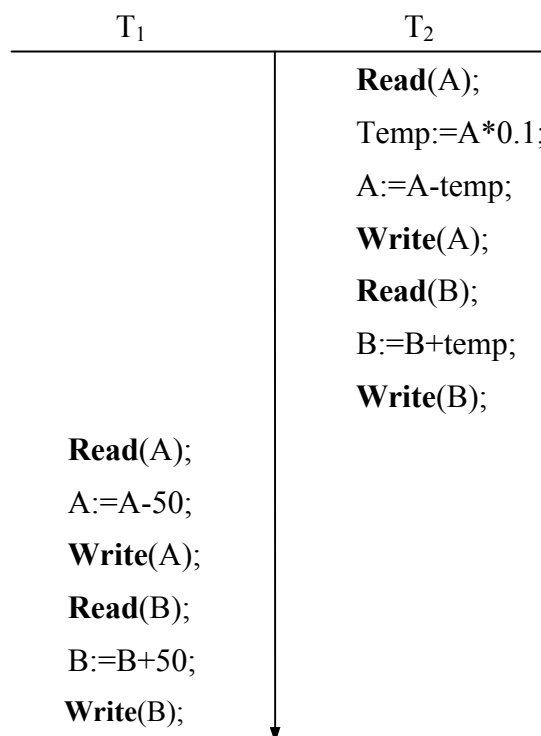 T₁ T₂
Read(A);
Temp:=A*0.1;
A:=A-temp;
Write(A);
Read(B);
B:=B+temp;
Write(B);
Read(A);
A:=A-50;
Write(A);
Read(B);
B:=B+50;
Write(B);